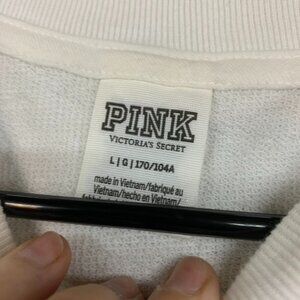 PINK
VICTORIA'S SECRET
L | G | 170/104A
made in Vietnam/fabriqué au
Vietnam/hecho en Vietnam/